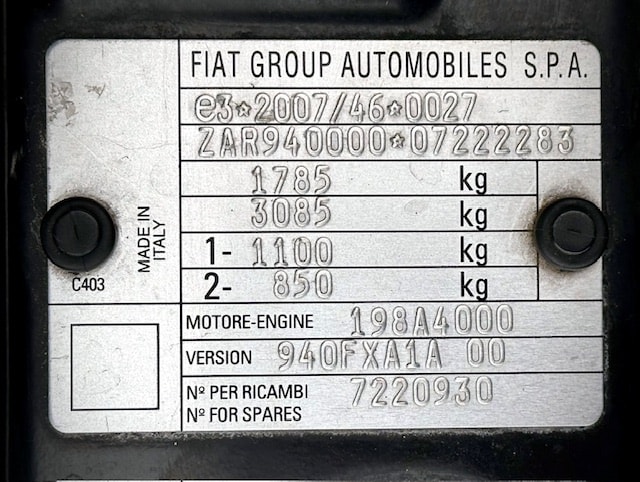 FIAT GROUP AUTOMOBILES S.P.A.
e3*2007/46*0027
ZAR940000*07222283
1785 kg
3085 kg
1- 1100 kg
2- 850 kg
MADE IN
ITALY
C403
MOTORE-ENGINE 198A4000
VERSION 940FXA1A 00
Nº PER RICAMBI 7220930
Nº FOR SPARES